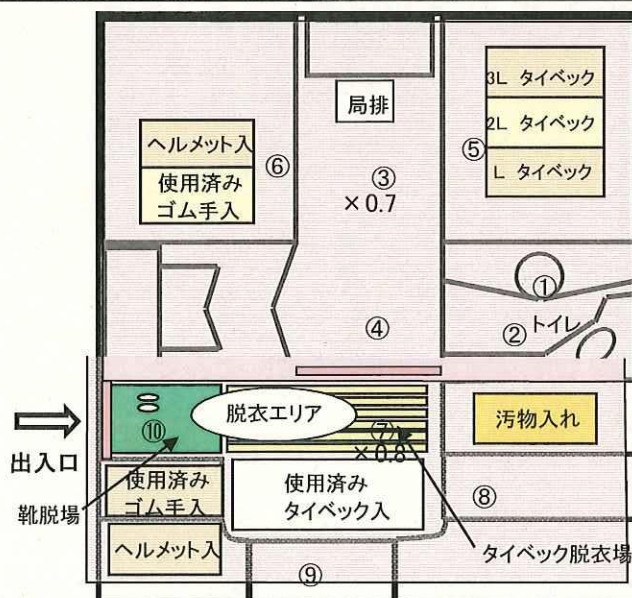 局排
3L タイベック
2L タイベック
L タイベック
⑤
ヘルメット入
使用済み
ゴム手入
⑥
③
×0.7
①
②
トイレ
④
出入口
⑩
脱衣エリア
⑦
×0.8
汚物入れ
靴脱場
使用済み
ゴム手入
使用済み
タイベック入
⑧
ヘルメット入
⑨
タイベック脱衣場